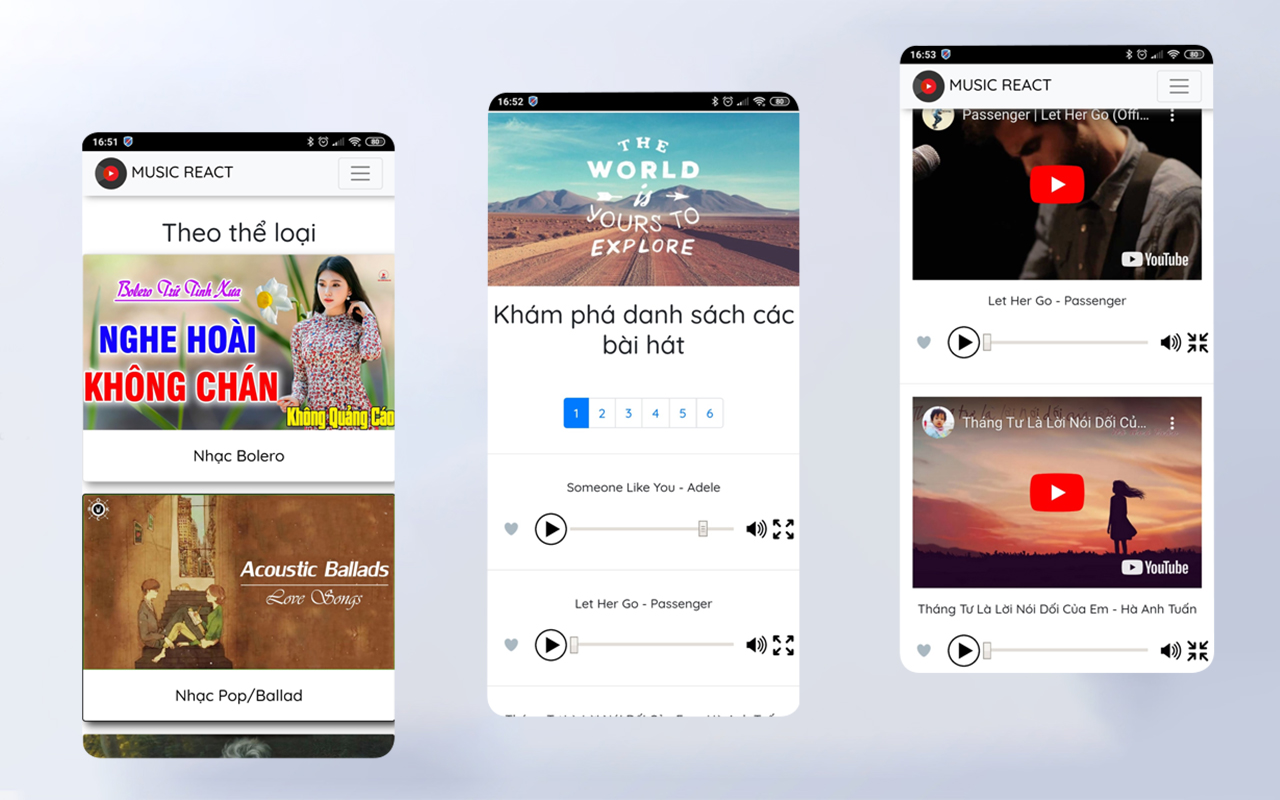 16:51
80
MUSIC REACT
Theo thể loại
Bolero Trữ Tình Xưa
NGHE HOÀI
KHÔNG CHÁN
Không Quảng Cáo
Nhạc Bolero
Acoustic Ballads
Love Songs
Nhạc Pop/Ballad
16:52
80
THE
WORLD
is
YOURS TO
EXPLORE
Khám phá danh sách các
bài hát
1 2 3 4 5 6
Someone Like You - Adele
Let Her Go - Passenger
16:53
80
MUSIC REACT
Passenger | Let Her Go (Offi...
YouTube
Let Her Go - Passenger
Tháng Tư Là Lời Nói Dối Củ...
YouTube
Tháng Tư Là Lời Nói Dối Của Em - Hà Anh Tuấn